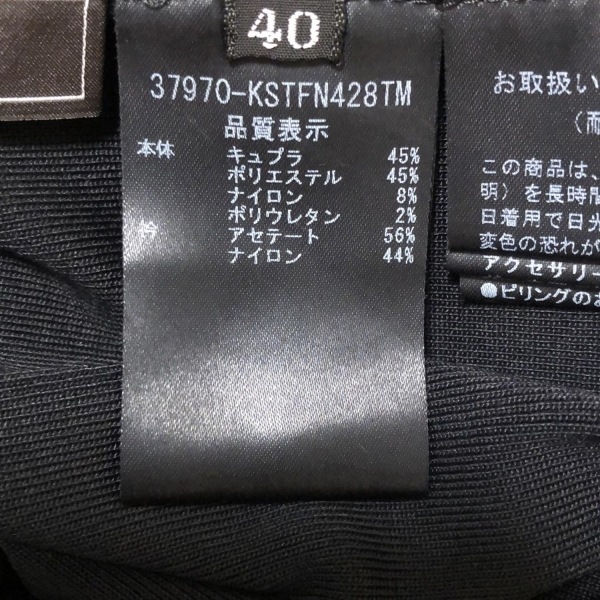 40
37970-KSTFN428TM
品質表示
本体 キュプラ 45%
ポリエステル 45%
ナイロン 8%
ポリウレタン 2%
衿 アセテート 56%
ナイロン 44%
お取扱い
(耐
この商品は、
明)を長時間
日着用で日光
変色の恐れが
アクセサリー
●ピリングのお